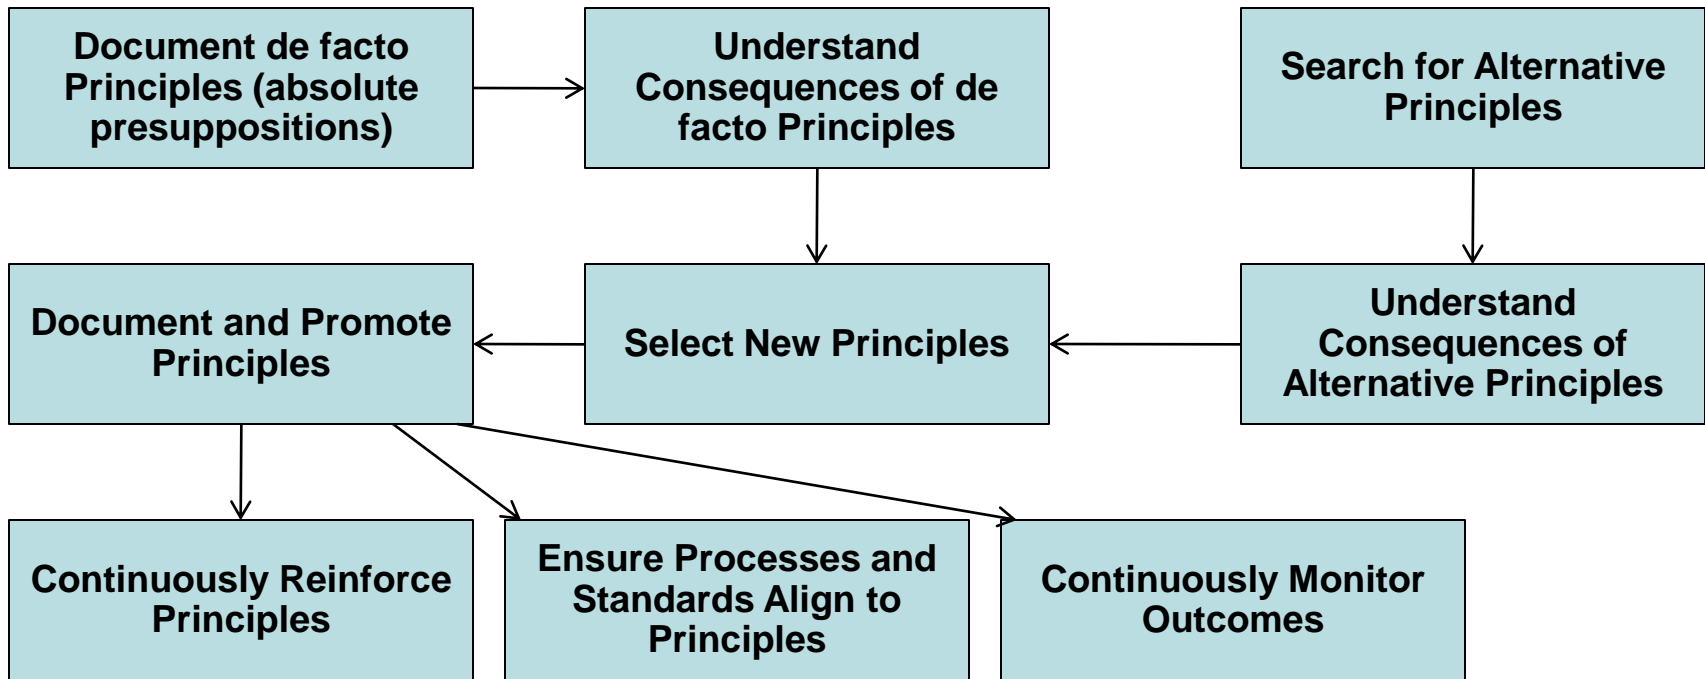 Document de facto
Principles (absolute
presuppositions)
Understand
Consequences of de
facto Principles
Search for Alternative
Principles
Document and Promote
Principles
Select New Principles
Understand
Consequences of
Alternative Principles
Continuously Reinforce
Principles
Ensure Processes and
Standards Align to
Principles
Continuously Monitor
Outcomes